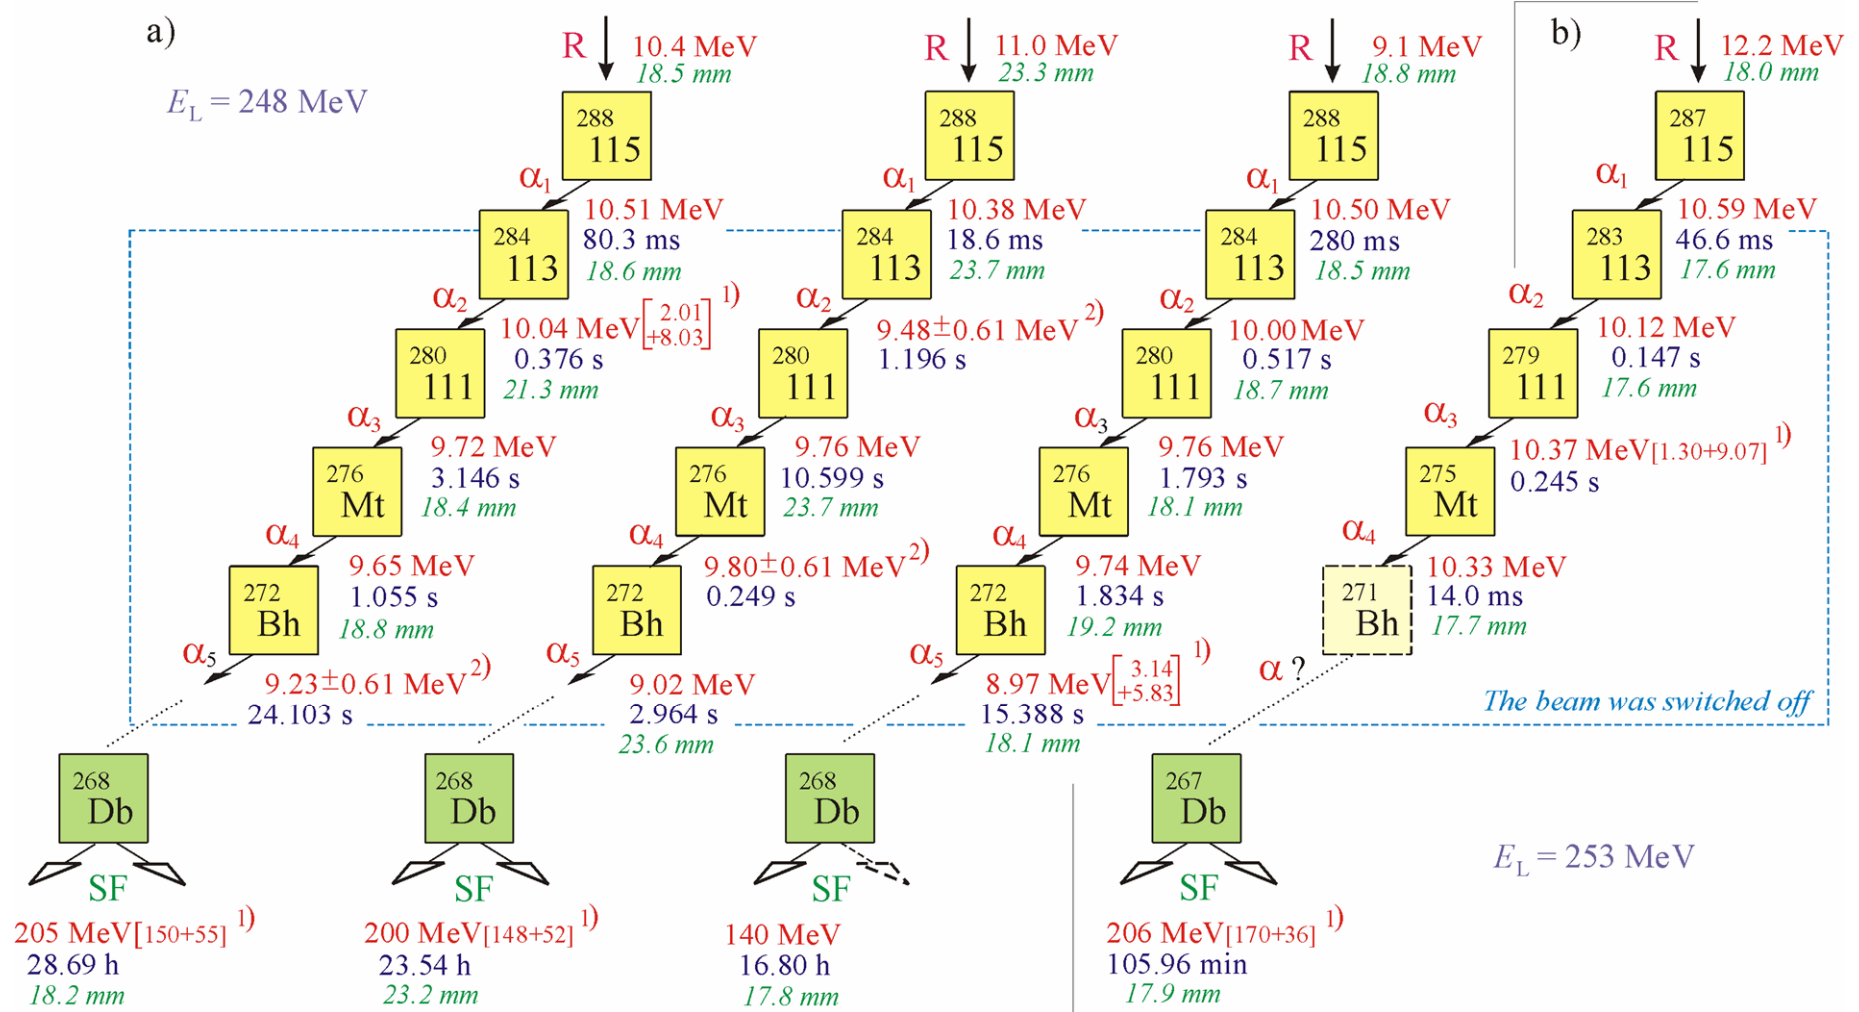 a)
E_L = 248 MeV
R
10.4 MeV
18.5 mm
288
115
α1
10.51 MeV
80.3 ms
18.6 mm
284
113
α2
10.04 MeV[2.01
+8.03] 1)
0.376 s
21.3 mm
280
111
α3
9.72 MeV
3.146 s
18.4 mm
276
Mt
α4
9.65 MeV
1.055 s
18.8 mm
272
Bh
α5
9.23±0.61 MeV 2)
24.103 s
268
Db
SF
205 MeV[150+55] 1)
28.69 h
18.2 mm
R
11.0 MeV
23.3 mm
288
115
α1
10.38 MeV
18.6 ms
23.7 mm
284
113
α2
9.48±0.61 MeV 2)
1.196 s
280
111
α3
9.76 MeV
10.599 s
23.7 mm
276
Mt
α4
9.80±0.61 MeV 2)
0.249 s
272
Bh
α5
9.02 MeV
2.964 s
23.6 mm
268
Db
SF
200 MeV[148+52] 1)
23.54 h
23.2 mm
R
9.1 MeV
18.8 mm
288
115
α1
10.50 MeV
280 ms
18.5 mm
284
113
α2
10.00 MeV
0.517 s
18.7 mm
280
111
α3
9.76 MeV
1.793 s
18.1 mm
276
Mt
α4
9.74 MeV
1.834 s
19.2 mm
272
Bh
α5
8.97 MeV[3.14
+5.83] 1)
15.388 s
18.1 mm
268
Db
SF
140 MeV
16.80 h
17.8 mm
b)
R
12.2 MeV
18.0 mm
287
115
α1
10.59 MeV
46.6 ms
17.6 mm
283
113
α2
10.12 MeV
0.147 s
17.6 mm
279
111
α3
10.37 MeV[1.30+9.07] 1)
0.245 s
275
Mt
α4
10.33 MeV
14.0 ms
17.7 mm
271
Bh
α ?
The beam was switched off
267
Db
SF
206 MeV[170+36] 1)
105.96 min
17.9 mm
E_L = 253 MeV